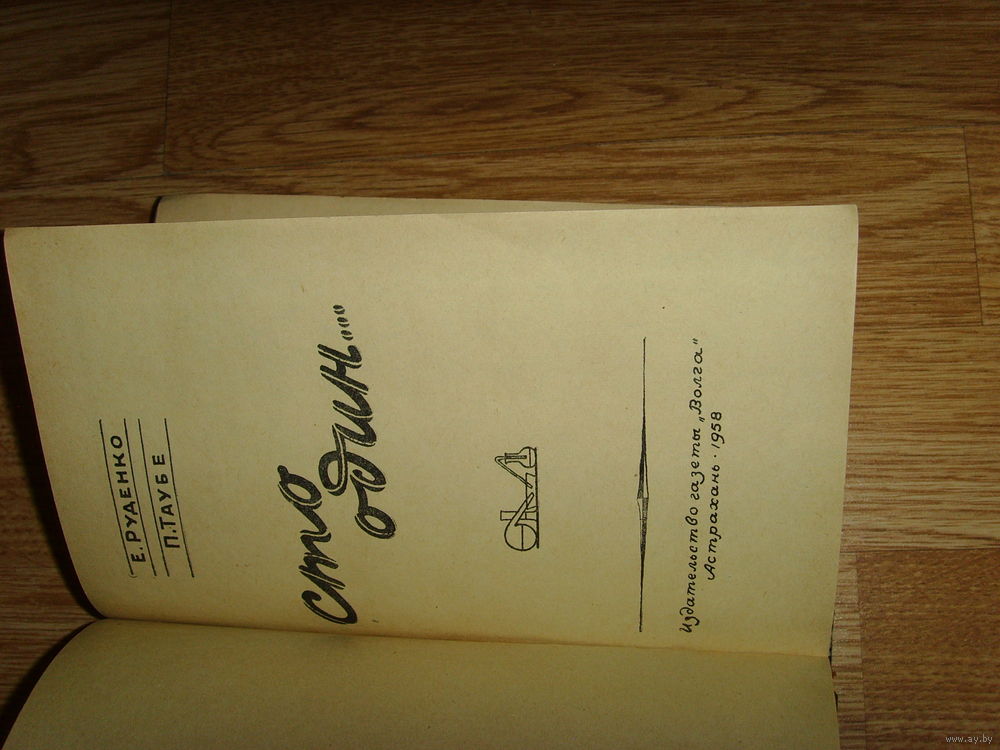 Е. РУДЕНКО
П. ТАУБЕ
Сто
один...
Издательство газеты „Волга“
Астрахань · 1958
www.ay.by